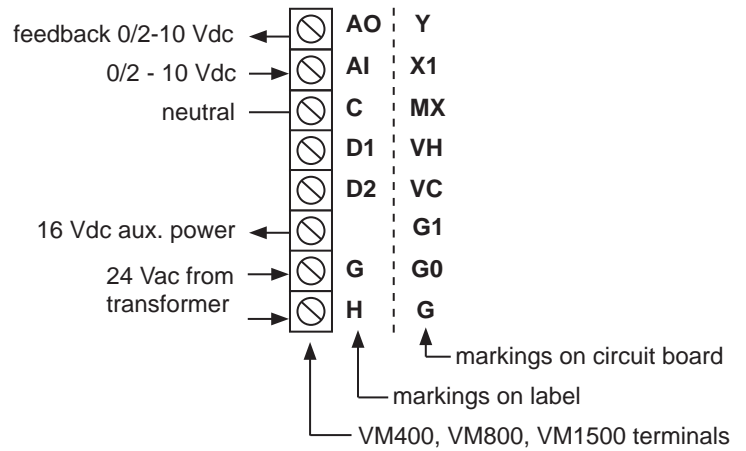 feedback 0/2-10 Vdc AO Y
0/2 - 10 Vdc AI X1
neutral C MX
D1 VH
D2 VC
16 Vdc aux. power G1
24 Vac from G G0
transformer H G
markings on circuit board
markings on label
VM400, VM800, VM1500 terminals